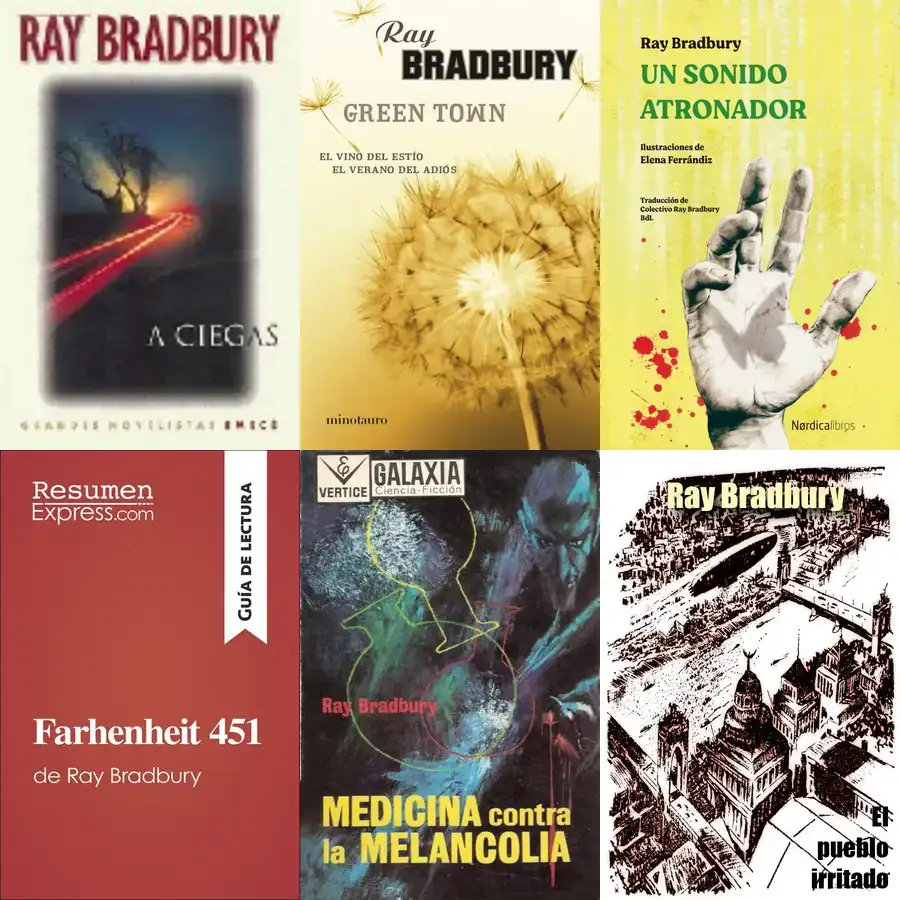 RAY BRADBURY
A CIEGAS
GRANDES NOVELISTAS EMECÉ
Ray
BRADBURY
GREEN TOWN
EL VINO DEL ESTÍO
EL VERANO DEL ADIÓS
minotauro
Ray Bradbury
UN SONIDO
ATRONADOR
Ilustraciones de
Elena Ferrándiz
Traducción de
Colectivo Ray Bradbury
BdL
Nørdicalibros
Resumen
Express.com
GUÍA DE LECTURA
Farhenheit 451
de Ray Bradbury
VERTICE
GALAXIA
Ciencia-Ficción
Ray Bradbury
MEDICINA contra
la MELANCOLIA
Ray Bradbury
El
pueblo
irritado